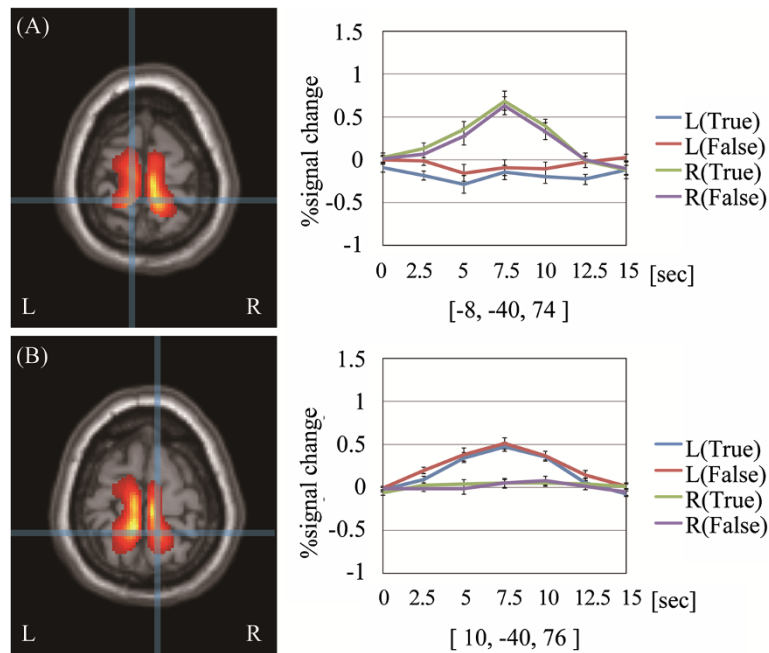 (A)
L
R
%signal change
1.5
1
0.5
0
-0.5
-1
0 2.5 5 7.5 10 12.5 15 [sec]
[-8, -40, 74 ]
L(True)
L(False)
R(True)
R(False)
(B)
L
R
%signal change
1.5
1
0.5
0
-0.5
-1
0 2.5 5 7.5 10 12.5 15 [sec]
[ 10, -40, 76 ]
L(True)
L(False)
R(True)
R(False)